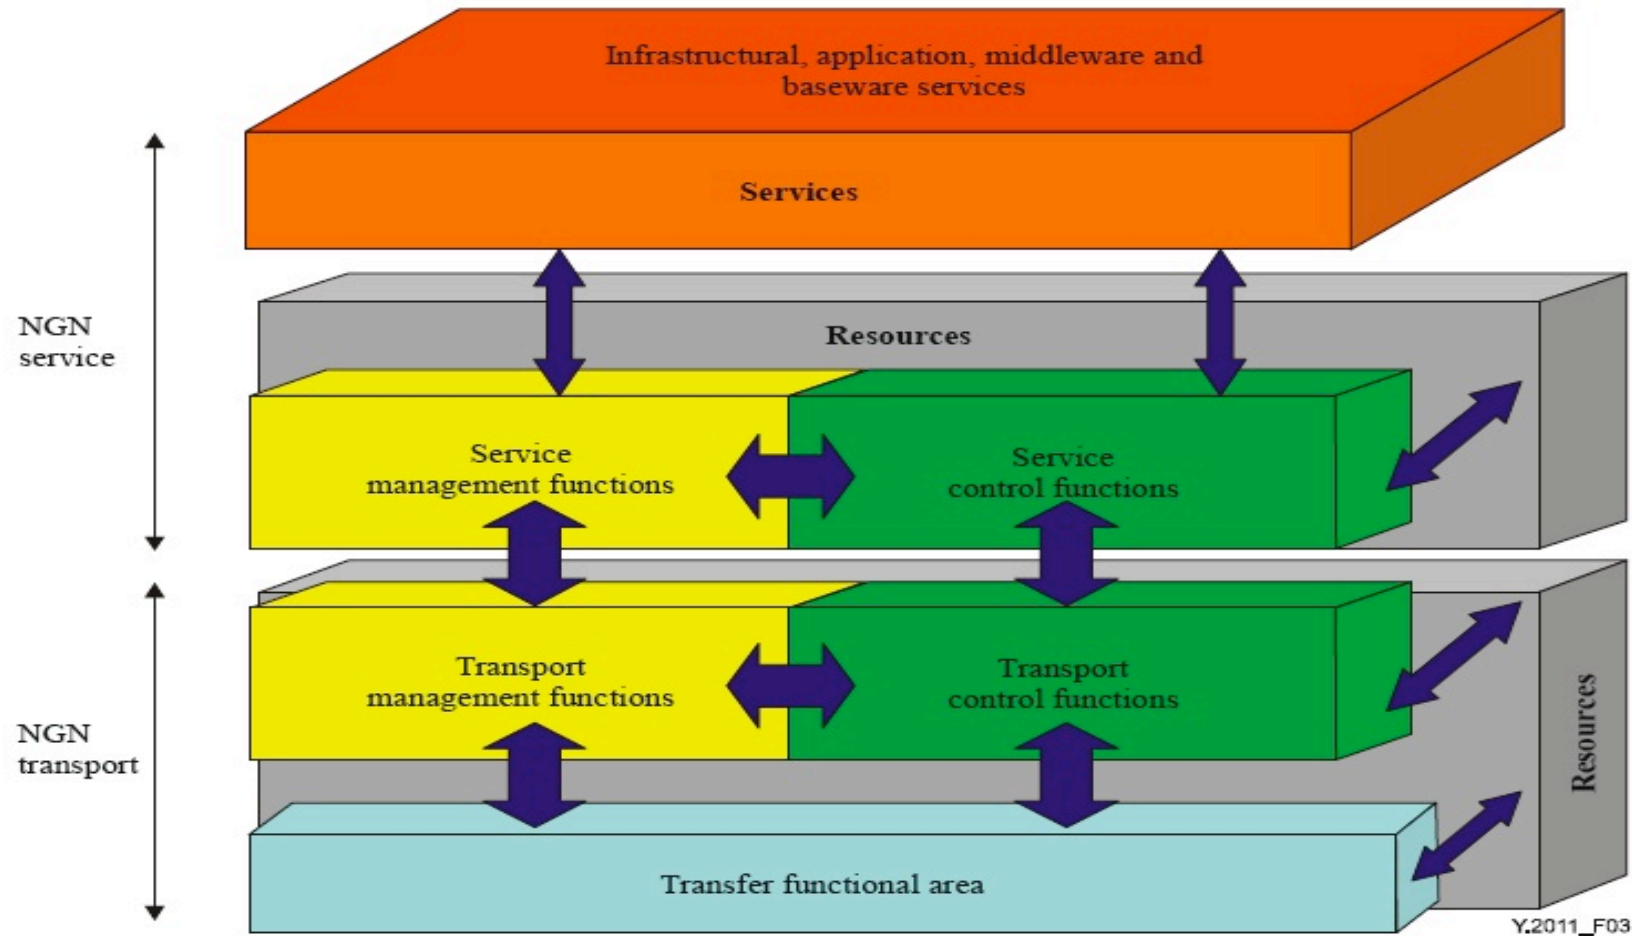 Infrastructural, application, middleware and
baseware services
Services
NGN
service
Resources
Service
management functions
Service
control functions
Transport
management functions
Transport
control functions
NGN
transport
Resources
Transfer functional area
Y.2011_F03